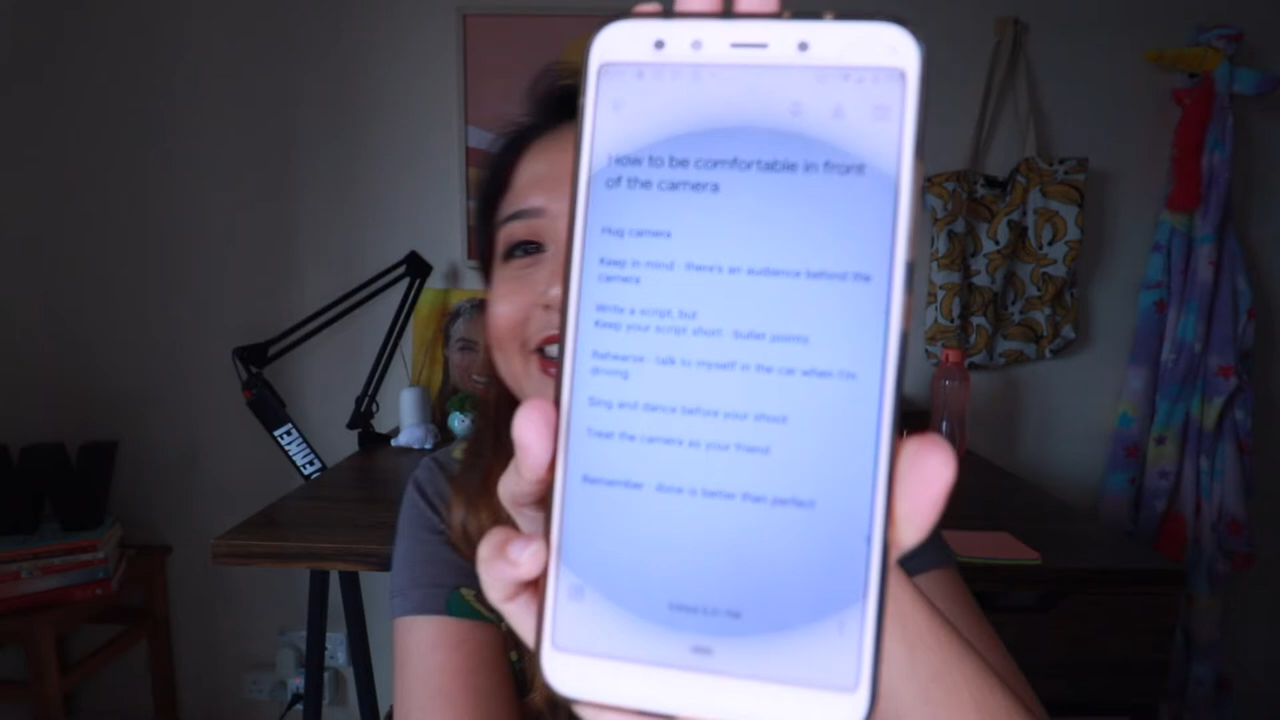 How to be comfortable in front
of the camera
Hug camera
Keep in mind - there's an audience behind the
camera
Write a script, but
Keep your script short - bullet points
Rehearse - talk to myself in the car when I'm
driving
Sing and dance before your shoot
Treat the camera as your friend
Remember - done is better than perfect
Edited
ENKEI